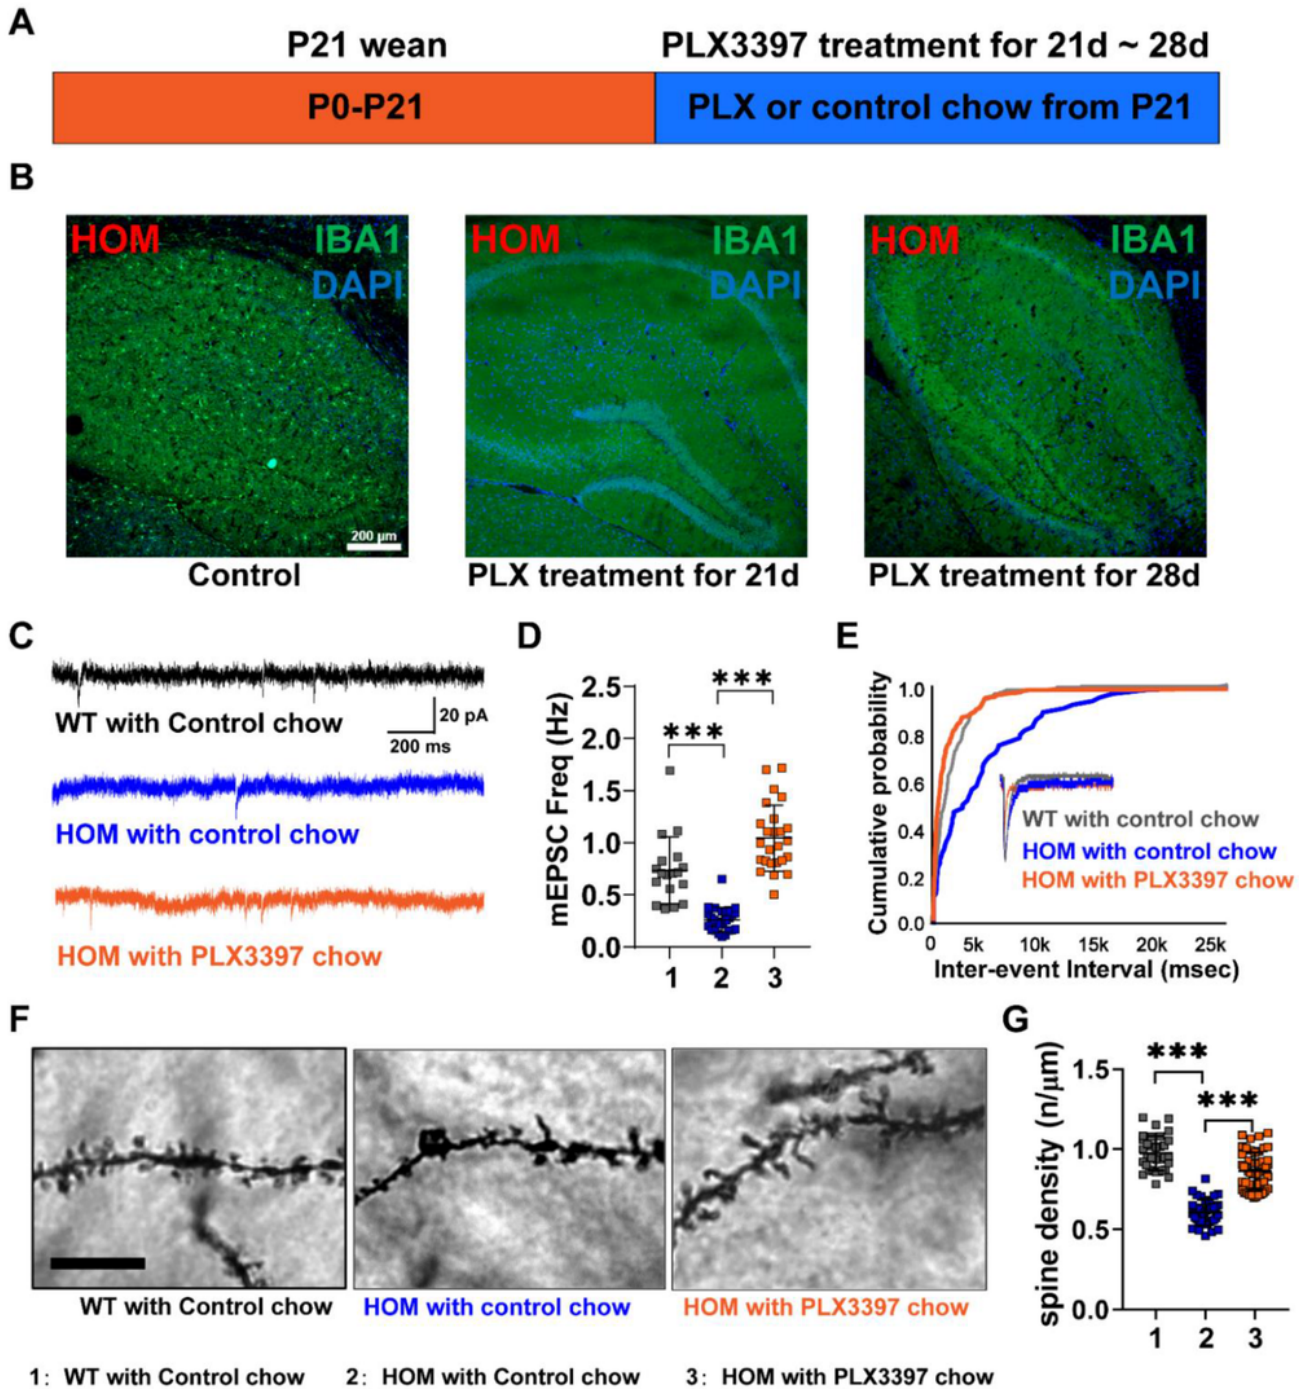 A
P21 wean
PLX3397 treatment for 21d ~ 28d
P0-P21
PLX or control chow from P21
B
HOM
IBA1
DAPI
200 µm
Control
HOM
IBA1
DAPI
PLX treatment for 21d
HOM
IBA1
DAPI
PLX treatment for 28d
C
WT with Control chow
20 pA
200 ms
HOM with control chow
HOM with PLX3397 chow
D
mEPSC Freq (Hz)
2.5
2.0
1.5
1.0
0.5
0.0
***
***
1 2 3
E
Cumulative probability
1.0
0.8
0.6
0.4
0.2
0.0
WT with control chow
HOM with control chow
HOM with PLX3397 chow
0 5k 10k 15k 20k 25k
Inter-event Interval (msec)
F
WT with Control chow
HOM with control chow
HOM with PLX3397 chow
G
spine density (n/µm)
1.5
1.0
0.5
0.0
***
***
1 2 3
1: WT with Control chow 2: HOM with Control chow 3: HOM with PLX3397 chow